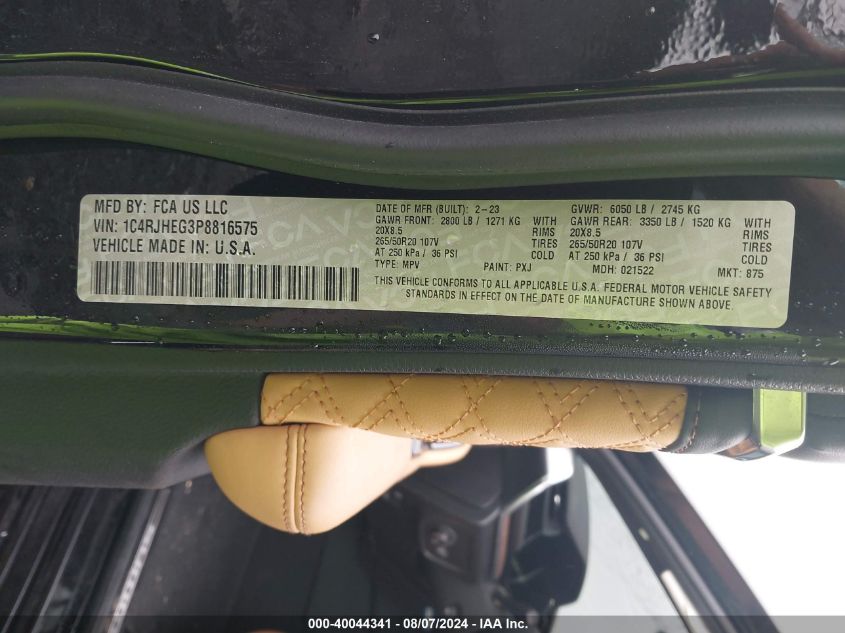 MFD BY: FCA US LLC
VIN: 1C4RJHEG3P8816575
VEHICLE MADE IN: U.S.A.
DATE OF MFR (BUILT): 2-23
GAWR FRONT: 2800 LB / 1271 KG WITH
20X8.5 RIMS
265/50R20 107V TIRES
AT 250 kPa / 36 PSI COLD
TYPE: MPV PAINT: PXJ
GVWR: 6050 LB / 2745 KG
GAWR REAR: 3350 LB / 1520 KG WITH
20X8.5 RIMS
265/50R20 107V TIRES
AT 250 kPa / 36 PSI COLD
MDH: 021522 MKT: 875
THIS VEHICLE CONFORMS TO ALL APPLICABLE U.S.A. FEDERAL MOTOR VEHICLE SAFETY
STANDARDS IN EFFECT ON THE DATE OF MANUFACTURE SHOWN ABOVE.
000-40044341 - 08/07/2024 - IAA Inc.